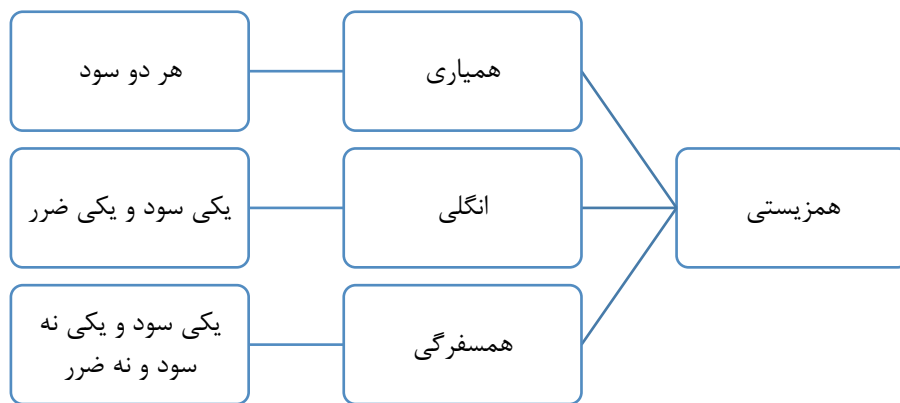 همزیستی
همیاری
هر دو سود
انگلی
یکی سود و یکی ضرر
همسفرگی
یکی سود و یکی نه
سود و نه ضرر